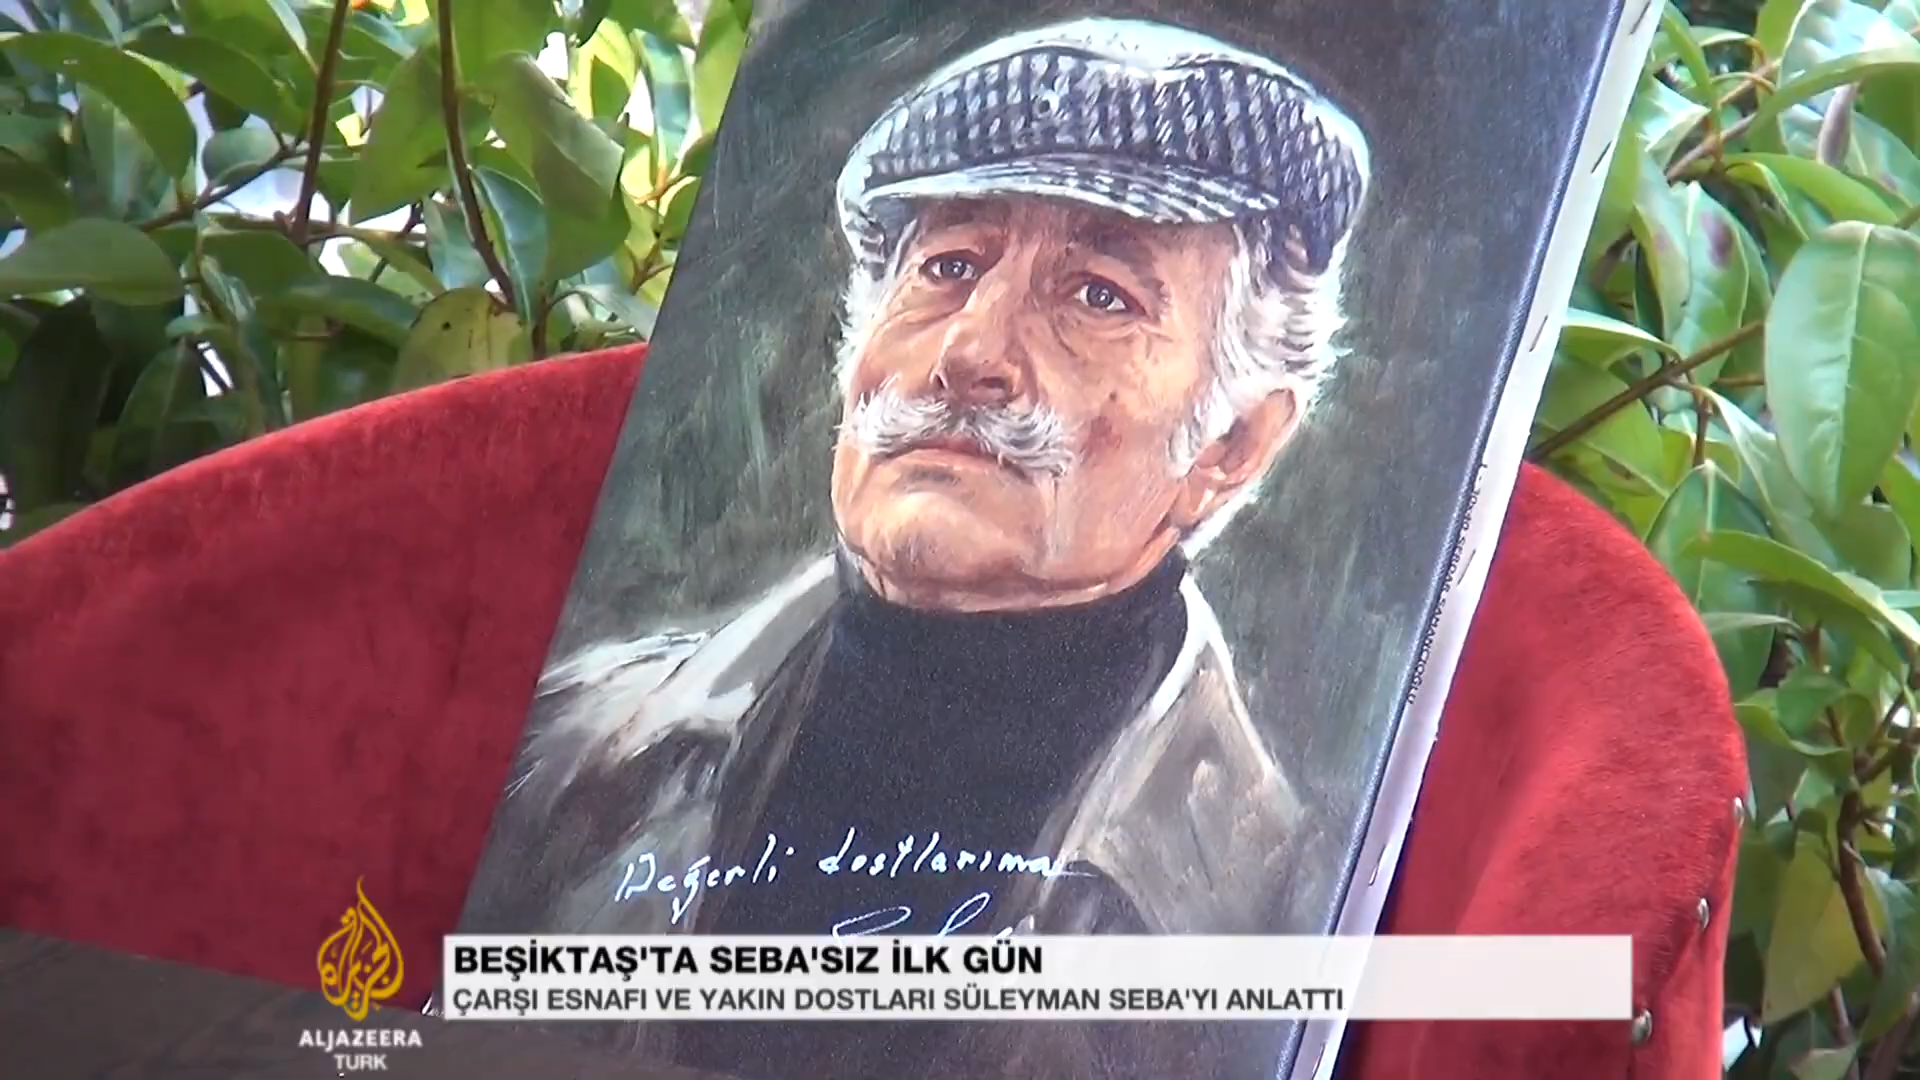 Değerli dostlarıma
BEŞİKTAŞ'TA SEBA'SIZ İLK GÜN
ÇARŞI ESNAFI VE YAKIN DOSTLARI SÜLEYMAN SEBA'YI ANLATTI
ALJAZEERA
TURK